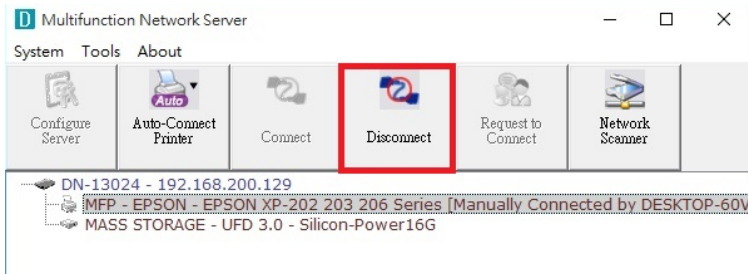 D Multifunction Network Server
System Tools About
Configure Server
Auto
Auto-Connect Printer
Connect
Disconnect
Request to Connect
Network Scanner
DN-13024 - 192.168.200.129
MFP - EPSON - EPSON XP-202 203 206 Series [Manually Connected by DESKTOP-60V
MASS STORAGE - UFD 3.0 - Silicon-Power16G